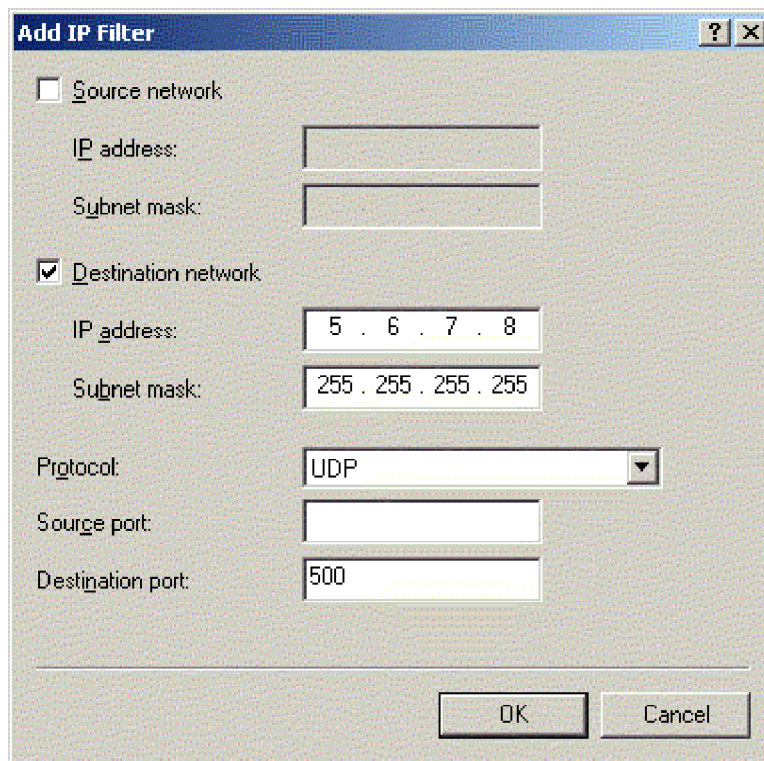 Add IP Filter
Source network
IP address:
Subnet mask:
Destination network
IP address: 5 . 6 . 7 . 8
Subnet mask: 255 . 255 . 255 . 255
Protocol: UDP
Source port:
Destination port: 500
OK Cancel